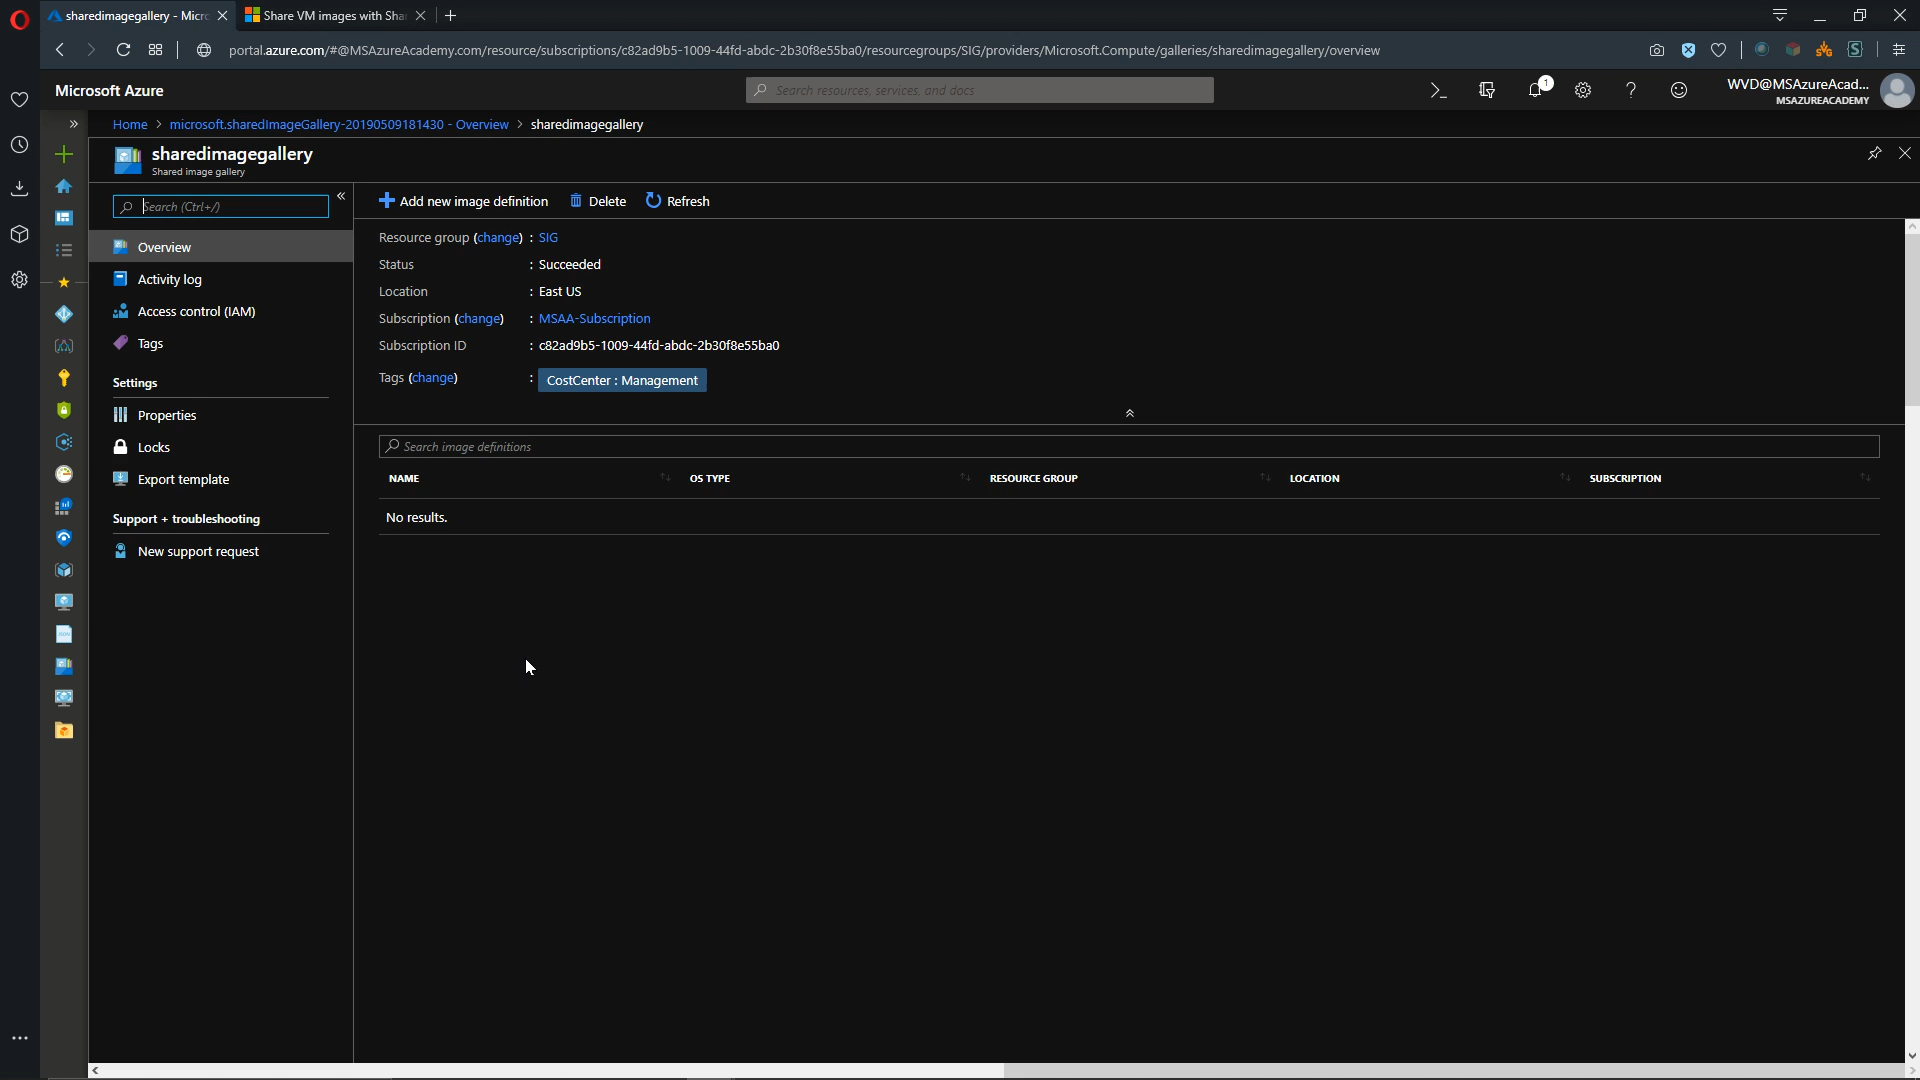 sharedimagegallery - Micro
Share VM images with Sha
portal.azure.com/#@MSAzureAcademy.com/resource/subscriptions/c82ad9b5-1009-44fd-abdc-2b30f8e55ba0/resourcegroups/SIG/providers/Microsoft.Compute/galleries/sharedimagegallery/overview
Microsoft Azure
Search resources, services, and docs
1
WVD@MSAzureAcad...
MSAZUREACADEMY
Home > microsoft.sharedImageGallery-20190509181430 - Overview > sharedimagegallery
sharedimagegallery
Shared image gallery
Search (Ctrl+/)
Overview
Activity log
Access control (IAM)
Tags
Settings
Properties
Locks
Export template
Support + troubleshooting
New support request
Add new image definition Delete Refresh
Resource group (change) : SIG
Status : Succeeded
Location : East US
Subscription (change) : MSAA-Subscription
Subscription ID : c82ad9b5-1009-44fd-abdc-2b30f8e55ba0
Tags (change) : CostCenter : Management
Search image definitions
NAME OS TYPE RESOURCE GROUP LOCATION SUBSCRIPTION
No results.